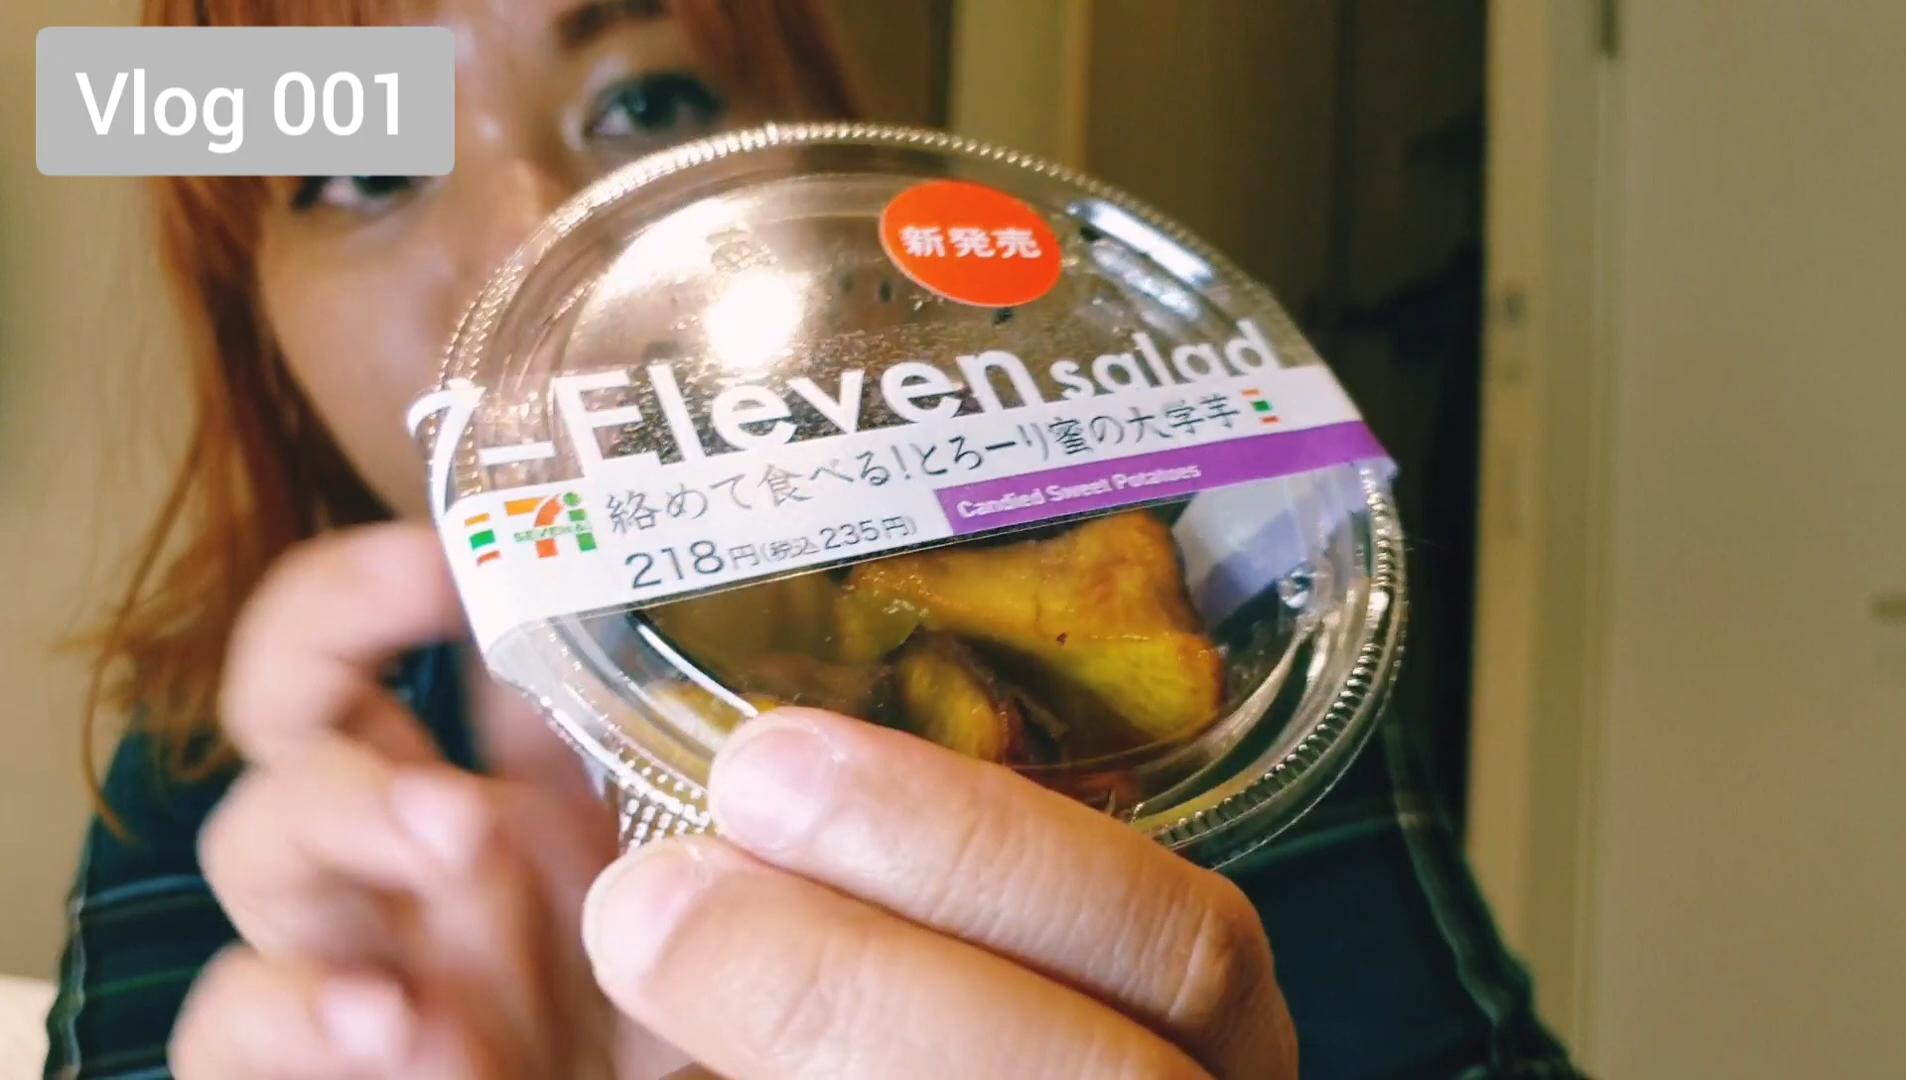 Vlog 001
新発売
7-Eleven salad
絡めて食べる!とろーり蜜の大学芋
Candied Sweet Potatoes
SEVEN&i
218円(税込235円)